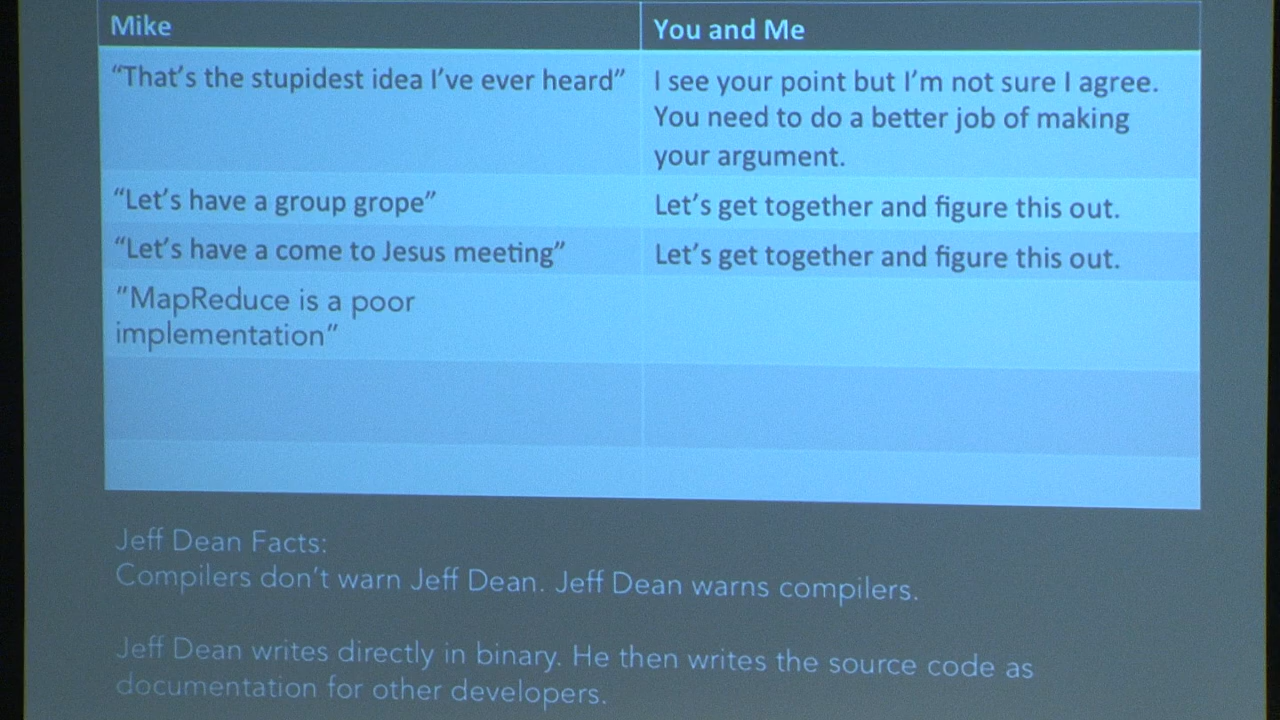 Mike
You and Me
“That’s the stupidest idea I’ve ever heard”
I see your point but I’m not sure I agree.
You need to do a better job of making
your argument.
“Let’s have a group grope”
Let’s get together and figure this out.
“Let’s have a come to Jesus meeting”
Let’s get together and figure this out.
“MapReduce is a poor
implementation”
Jeff Dean Facts:
Compilers don’t warn Jeff Dean. Jeff Dean warns compilers.
Jeff Dean writes directly in binary. He then writes the source code as
documentation for other developers.